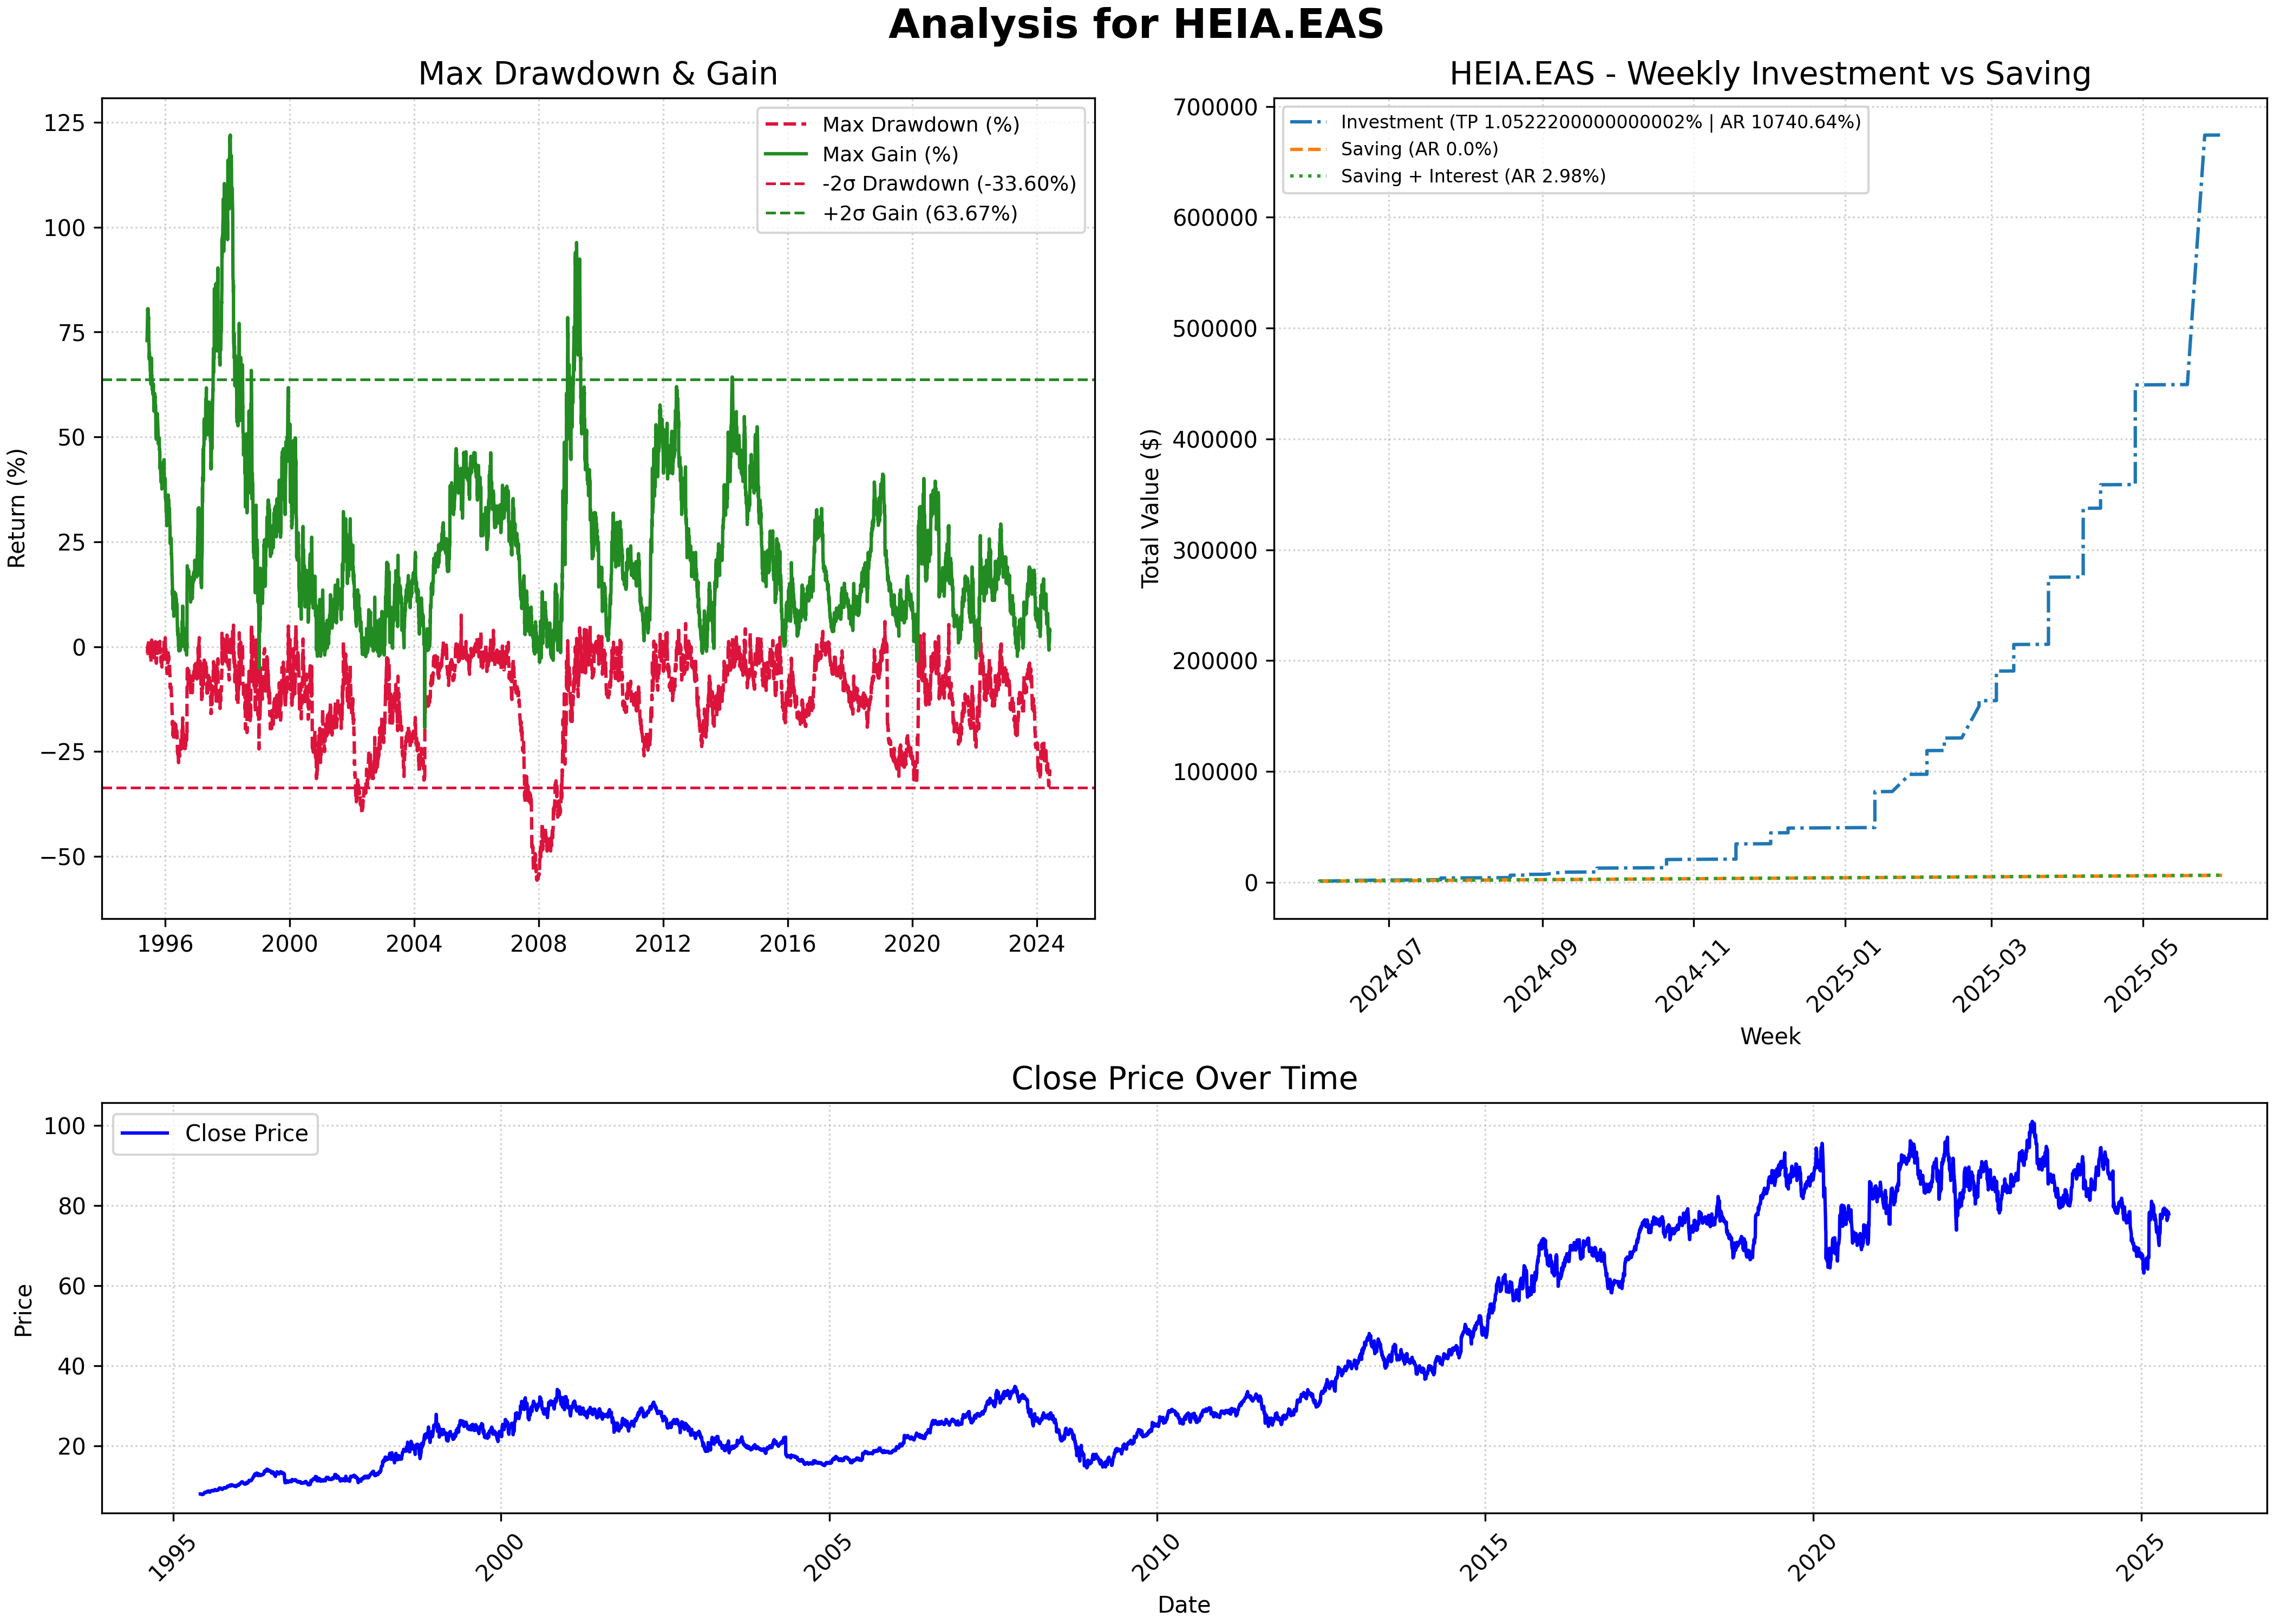 Analysis for HEIA.EAS
Max Drawdown & Gain
Return (%)
125
100
75
50
25
0
−25
−50
1996
2000
2004
2008
2012
2016
2020
2024
Max Drawdown (%)
Max Gain (%)
-2σ Drawdown (-33.60%)
+2σ Gain (63.67%)
HEIA.EAS - Weekly Investment vs Saving
Total Value ($)
700000
600000
500000
400000
300000
200000
100000
0
Investment (TP 1.0522200000000002% | AR 10740.64%)
Saving (AR 0.0%)
Saving + Interest (AR 2.98%)
2024-07
2024-09
2024-11
2025-01
2025-03
2025-05
Week
Close Price Over Time
Price
100
80
60
40
20
Close Price
1995
2000
2005
2010
2015
2020
2025
Date